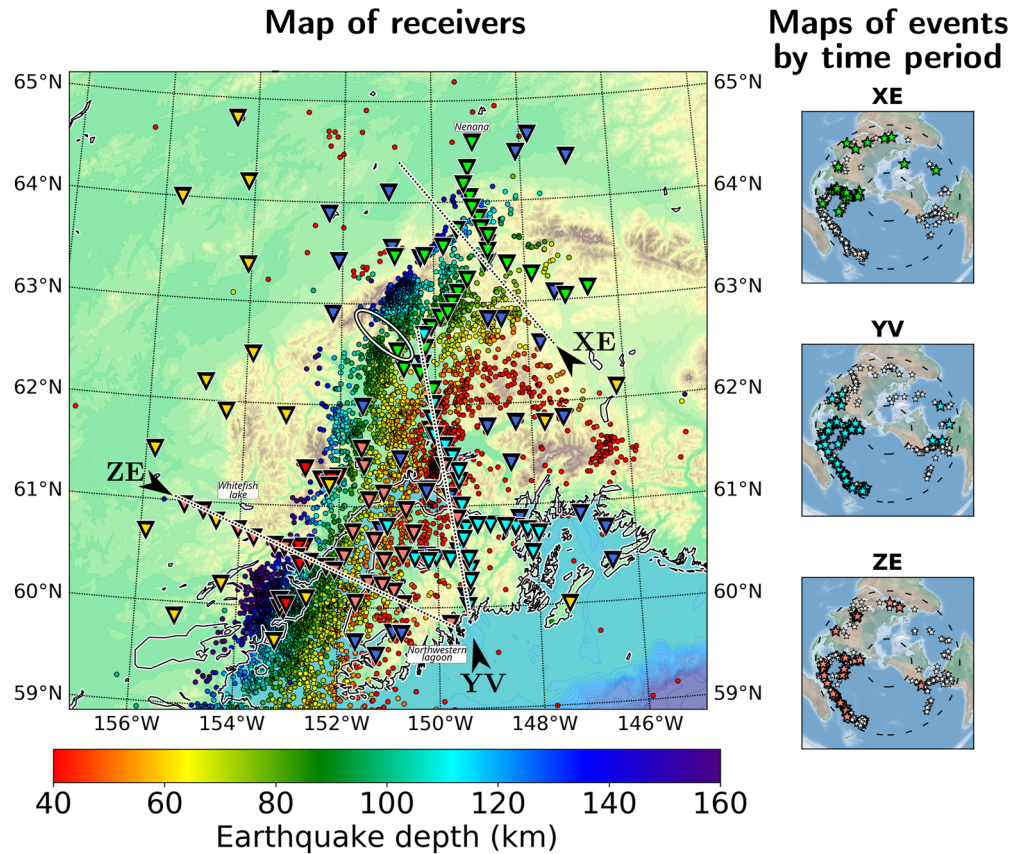 Map of receivers
Maps of events
by time period
65°N
64°N
63°N
62°N
61°N
60°N
59°N
65°N
64°N
63°N
62°N
61°N
60°N
59°N
156°W
154°W
152°W
150°W
148°W
146°W
Nenana
XE
ZE
Whitefish
lake
Northwestern
lagoon
YV
XE
YV
ZE
40
60
80
100
120
140
160
Earthquake depth (km)